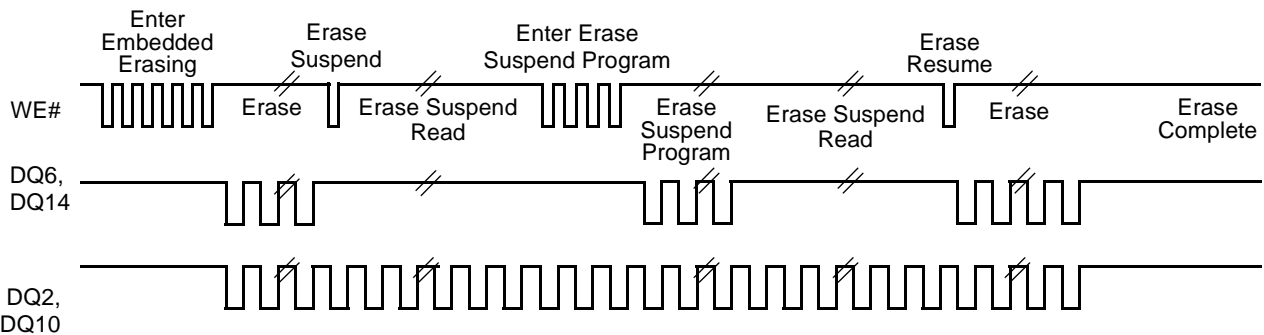 Enter
Embedded
Erasing
Erase
Suspend
Enter Erase
Suspend Program
Erase
Resume
WE#
Erase
Erase Suspend
Read
Erase
Suspend
Program
Erase Suspend
Read
Erase
Erase
Complete
DQ6,
DQ14
DQ2,
DQ10